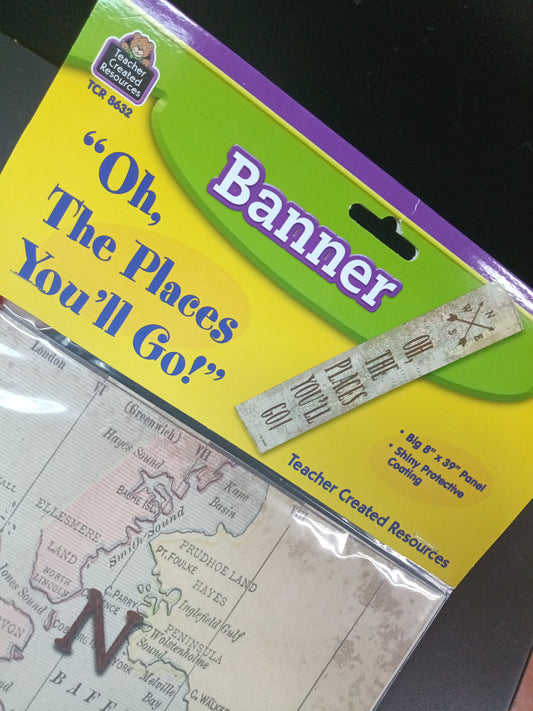 Teacher
Created
Resources
TCR 8632
"Oh,
The Places
You'll Go!"
Banner
N
W E
S
OH,
THE
PLACES
YOU'LL
GO!
• Big 8" x 39" Panel
• Shiny Protective
Coating
Teacher Created Resources
London
VI
(Greenwich)
VII
Hayes Sound
Kane
Basin
BACHE ISL.
ELLESMERE
LAND
Smith Sound
NORTH
LINCOLN
PRUDHOE LAND
PT. FOULKE
HAYES
Jones Sound
C. PARRY
Inglefield Gulf
PENINSULA
Wolstenholme
Sound
YORK
Melville
Bay
C. WALKER
N